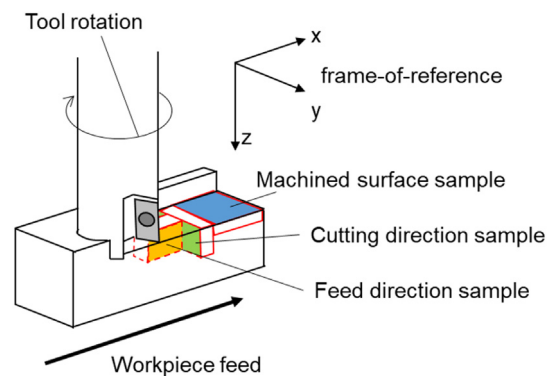 Tool rotation
x
frame-of-reference
y
z
Machined surface sample
Cutting direction sample
Feed direction sample
Workpiece feed